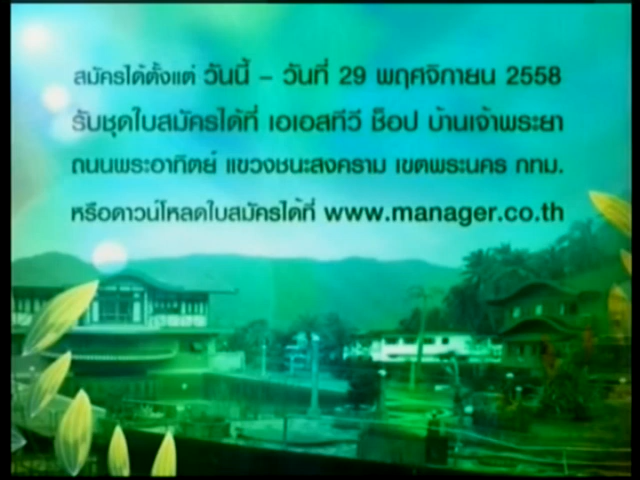 สมัครได้ตั้งแต่ วันนี้ - วันที่ 29 พฤศจิกายน 2558
รับชุดใบสมัครได้ที่ เอเอสทีวี ช็อป บ้านเจ้าพระยา
ถนนพระอาทิตย์ แขวงชนะสงคราม เขตพระนคร กทม.
หรือดาวน์โหลดใบสมัครได้ที่ www.manager.co.th